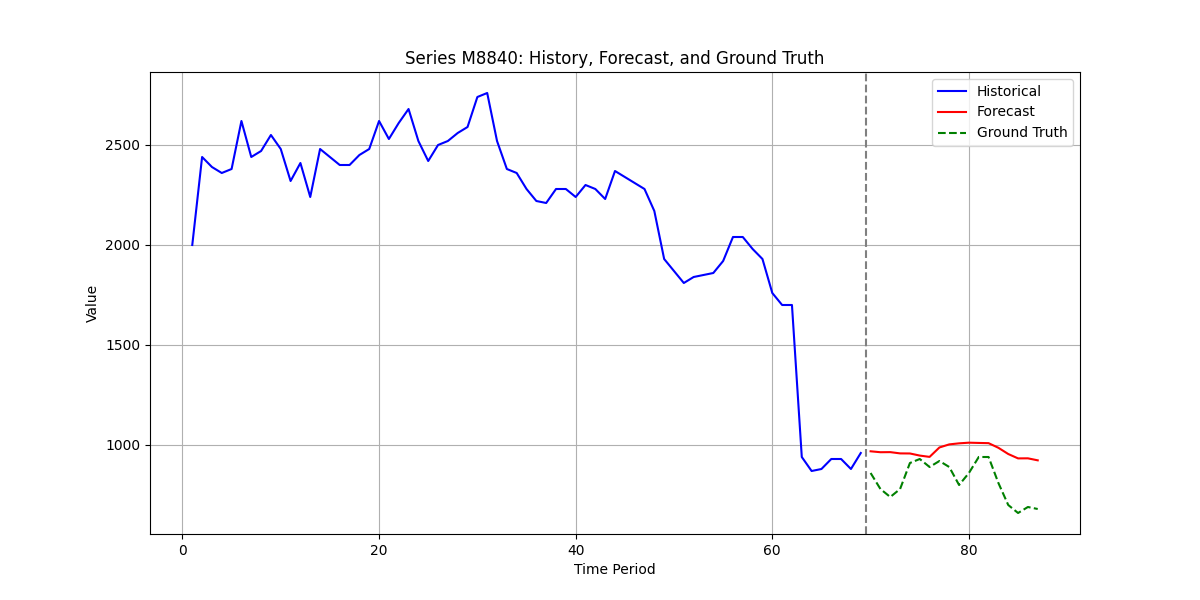 Series M8840: History, Forecast, and Ground Truth
Historical
Forecast
Ground Truth
Value
2500
2000
1500
1000
0
20
40
60
80
Time Period